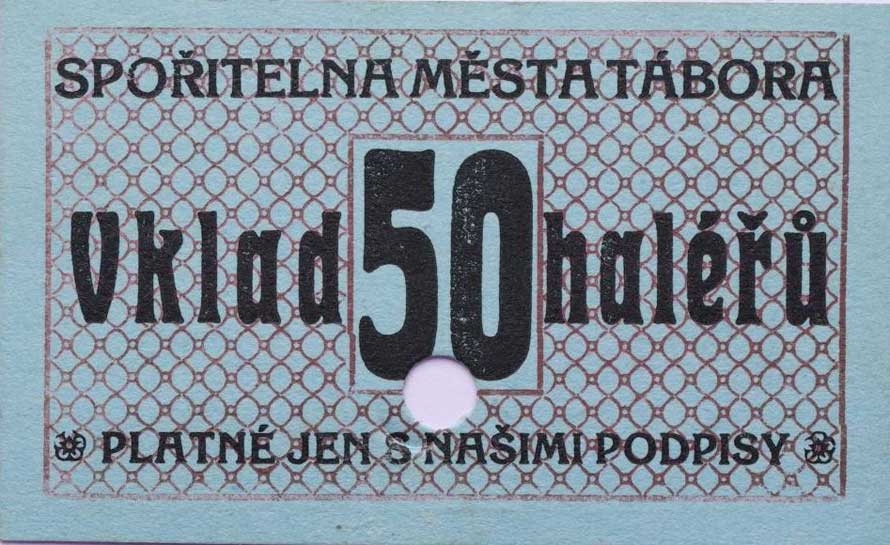 SPOŘITELNA MĚSTA TÁBORA
Vklad 50 haléřů
PLATNÉ JEN S NAŠIMI PODPISY